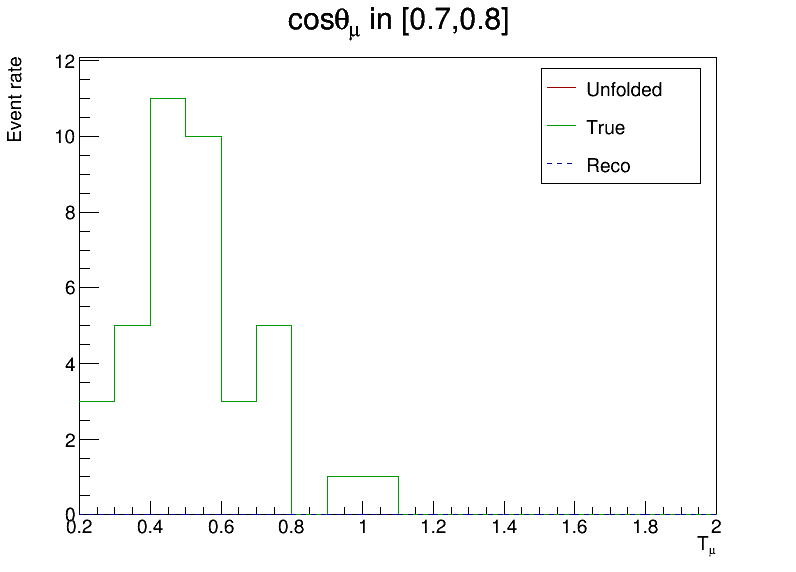 cosθμ in [0.7,0.8]
Event rate
Unfolded
True
Reco
12
10
8
6
4
2
0
0.2 0.4 0.6 0.8 1 1.2 1.4 1.6 1.8 2
Tμ